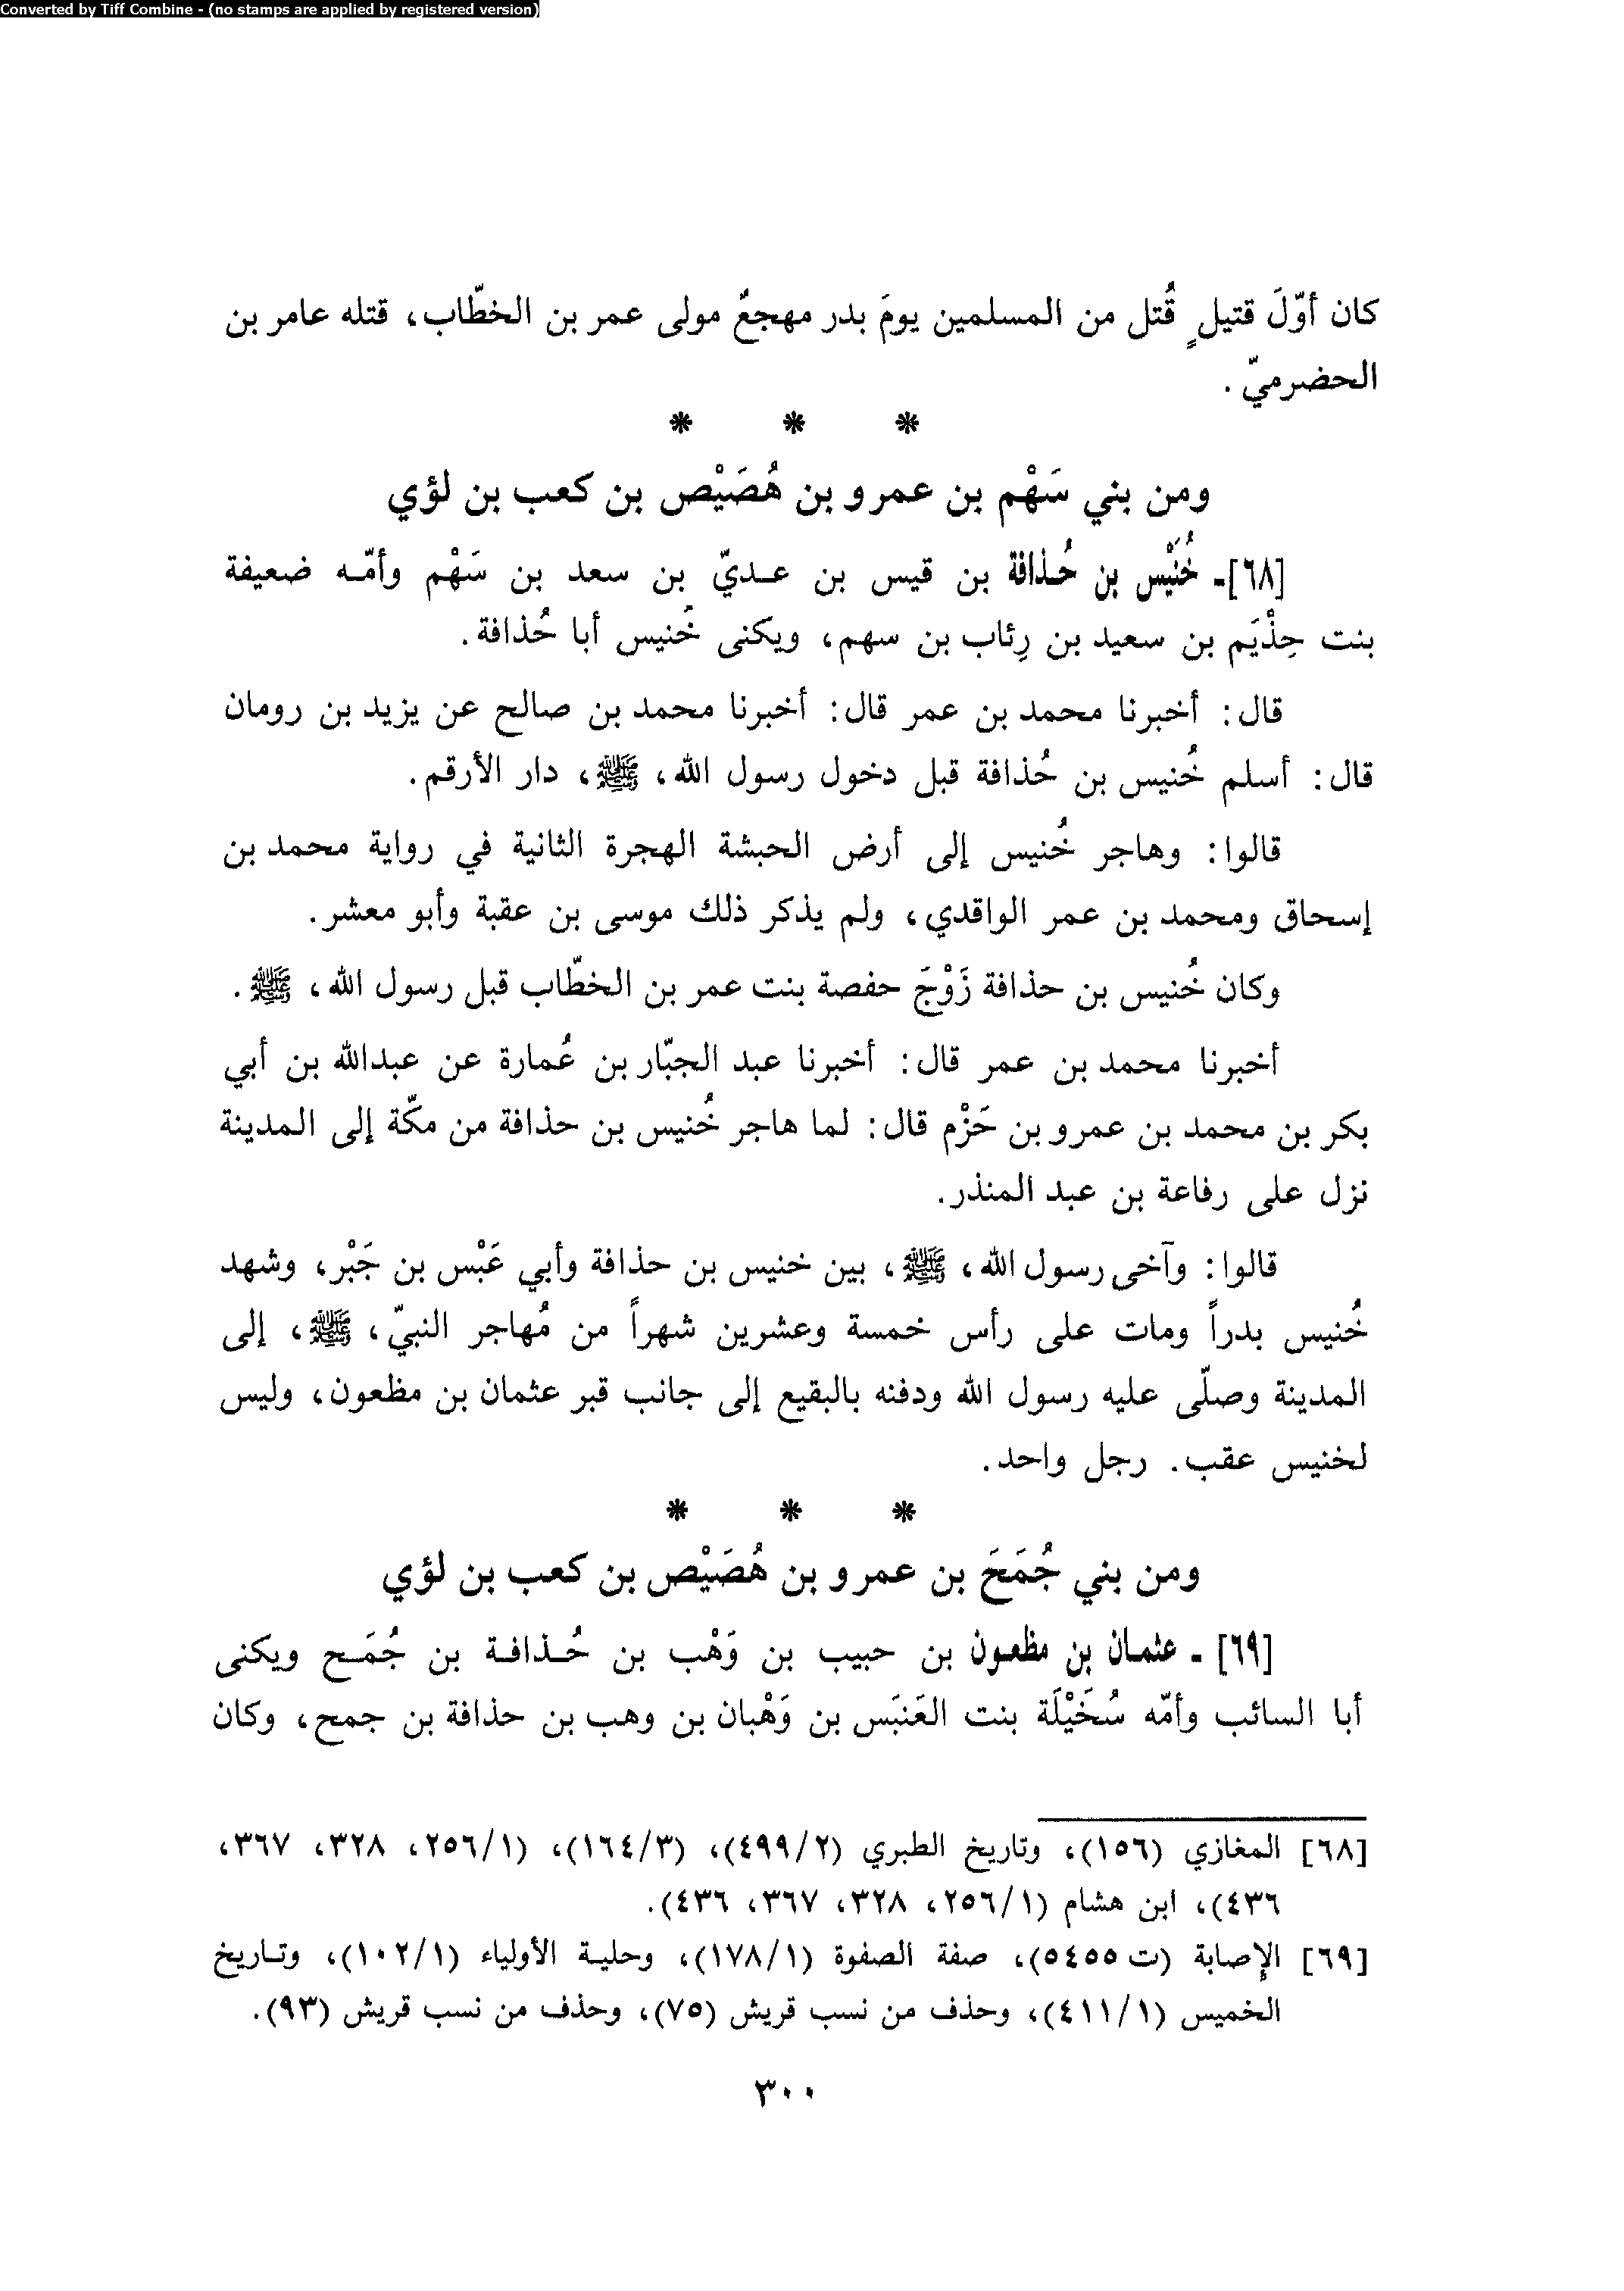 Converted by Tiff Combine - (no stamps are applied by registered version)
كان أوّلَ قتيلٍ قُتل من المسلمين يومَ بدر مهجعٌ مولى عمر بن الخطّاب، قتله عامر بن
الحضرميّ.
* * *
ومن بني سَهْم بن عمرو بن هُصَيْص بن كعب بن لؤي
[٦٨]- خُنَيْس بن حُذافة بن قيس بن عديّ بن سعد بن سَهْم وأمّه ضعيفة
بنت حِذْيَم بن سعيد بن رِئاب بن سهم، ويكنى خُنيس أبا حُذافة.
قال: أخبرنا محمد بن عمر قال: أخبرنا محمد بن صالح عن يزيد بن رومان
قال: أسلم خُنيس بن حُذافة قبل دخول رسول الله، ﷺ، دار الأرقم.
قالوا: وهاجر خُنيس إلى أرض الحبشة الهجرة الثانية في رواية محمد بن
إسحاق ومحمد بن عمر الواقدي، ولم يذكر ذلك موسى بن عقبة وأبو معشر.
وكان خُنيس بن حذافة زَوْجَ حفصة بنت عمر بن الخطّاب قبل رسول الله، ﷺ.
أخبرنا محمد بن عمر قال: أخبرنا عبد الجبّار بن عُمارة عن عبدالله بن أبي
بكر بن محمد بن عمرو بن حَزْم قال: لما هاجر خُنيس بن حذافة من مكّة إلى المدينة
نزل على رفاعة بن عبد المنذر.
قالوا: وآخى رسول الله، ﷺ، بين خنيس بن حذافة وأبي عَبْس بن جَبْر، وشهد
خُنيس بدراً ومات على رأس خمسة وعشرين شهراً من مُهاجر النبيّ، ﷺ، إلى
المدينة وصلّى عليه رسول الله ودفنه بالبقيع إلى جانب قبر عثمان بن مظعون، وليس
لخنيس عقب. رجل واحد.
* * *
ومن بني جُمَحَ بن عمرو بن هُصَيْص بن كعب بن لؤي
[٦٩] - عثمان بن مظعون بن حبيب بن وَهْب بن حُذافة بن جُمَح ويكنى
أبا السائب وأمّه سُخَيْلَة بنت العَنبَس بن وَهْبان بن وهب بن حذافة بن جمح، وكان
[٦٨] المغازي (١٥٦)، وتاريخ الطبري (٤٩٩/٢)، (١٦٤/٣)، (٢٥٦/١، ٣٢٨، ٣٦٧،
٤٣٦)، ابن هشام (٢٥٦/١، ٣٢٨، ٣٦٧، ٤٣٦).
[٦٩] الإصابة (ت ٥٤٥٥)، صفة الصفوة (١٧٨/١)، وحلية الأولياء (١٠٢/١)، وتاريخ
الخميس (٤١١/١)، وحذف من نسب قريش (٧٥)، وحذف من نسب قريش (٩٣).
٣٠٠